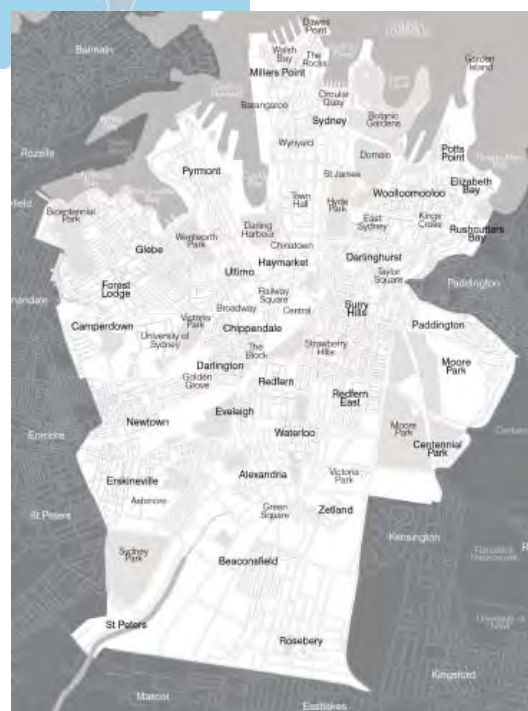 Dawes
Point
Balmain
Walsh
Bay
The
Rocks
Millers Point
Garden
Island
Circular
Quay
Barangaroo
Sydney
Botanic
Gardens
Rozelle
Wynyard
Domain
Potts
Point
Pyrmont
St James
Elizabeth
Bay
Woolloomooloo
Town
Hall
Hyde
Park
Bicentennial
Park
East
Sydney
Kings
Cross
Rushcutters
Bay
Wentworth
Park
Darling
Harbour
Glebe
Chinatown
Haymarket
Darlinghurst
Ultimo
Taylor
Square
Paddington
Forest
Lodge
Railway
Square
Surry
Hills
Broadway
Central
Camperdown
Victoria
Park
Chippendale
Paddington
University of
Sydney
The
Block
Strawberry
Hills
Moore
Park
Darlington
Golden
Grove
Redfern
Redfern
East
Eveleigh
Newtown
Waterloo
Moore
Park
Enmore
Centennial
Park
Alexandria
Victoria
Park
Erskineville
Ashmore
Green
Square
Zetland
St Peters
Kensington
Sydney
Park
Beaconsfield
St Peters
Rosebery
Kingsford
Mascot
Eastlakes